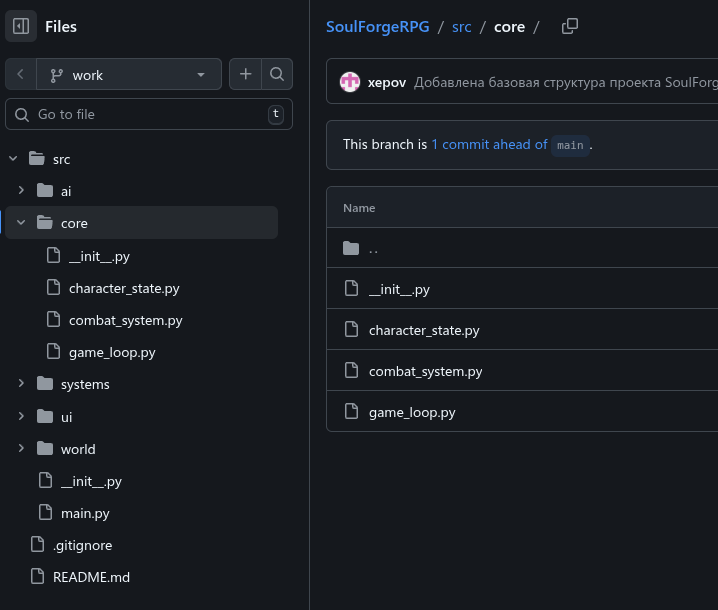 Files
work
Go to file
t
src
ai
core
__init__.py
character_state.py
combat_system.py
game_loop.py
systems
ui
world
__init__.py
main.py
.gitignore
README.md
SoulForgeRPG / src / core /
xepov Добавлена базовая структура проекта SoulForg
This branch is 1 commit ahead of main.
Name
..
__init__.py
character_state.py
combat_system.py
game_loop.py